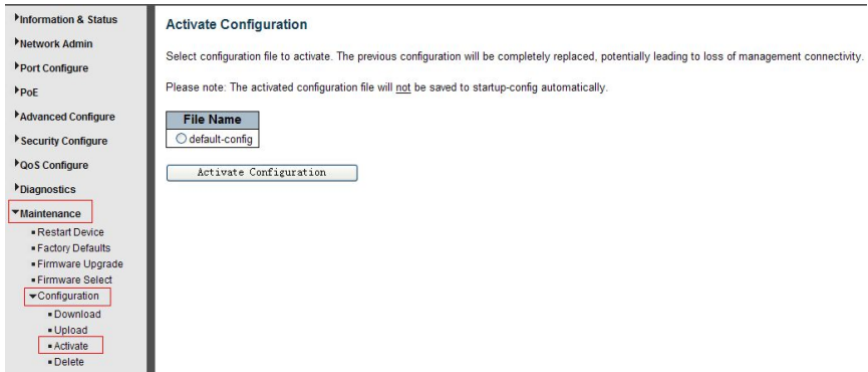 Information & Status
Network Admin
Port Configure
PoE
Advanced Configure
Security Configure
QoS Configure
Diagnostics
Maintenance
Restart Device
Factory Defaults
Firmware Upgrade
Firmware Select
Configuration
Download
Upload
Activate
Delete
Activate Configuration
Select configuration file to activate. The previous configuration will be completely replaced, potentially leading to loss of management connectivity.
Please note: The activated configuration file will not be saved to startup-config automatically.
File Name
default-config
Activate Configuration